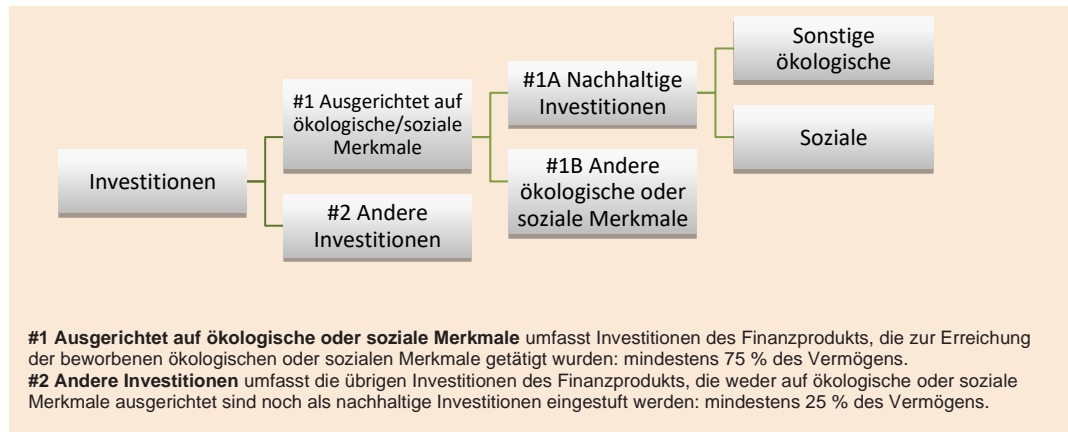 Investitionen
#1 Ausgerichtet auf
ökologische/soziale
Merkmale
#2 Andere
Investitionen
#1A Nachhaltige
Investitionen
#1B Andere
ökologische oder
soziale Merkmale
Sonstige
ökologische
Soziale
#1 Ausgerichtet auf ökologische oder soziale Merkmale umfasst Investitionen des Finanzprodukts, die zur Erreichung
der beworbenen ökologischen oder sozialen Merkmale getätigt wurden: mindestens 75 % des Vermögens.
#2 Andere Investitionen umfasst die übrigen Investitionen des Finanzprodukts, die weder auf ökologische oder soziale
Merkmale ausgerichtet sind noch als nachhaltige Investitionen eingestuft werden: mindestens 25 % des Vermögens.